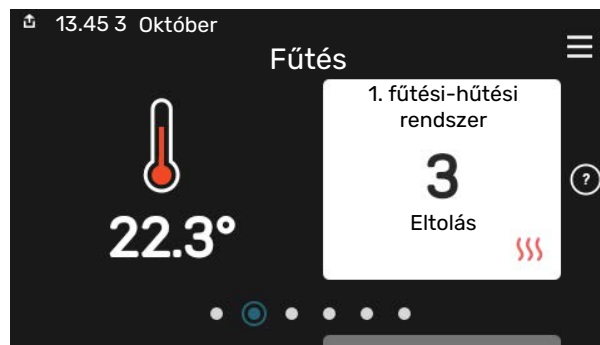 13.45 3 Október
Fűtés
1. fűtési-hűtési
rendszer
3
Eltolás
22.3°
?